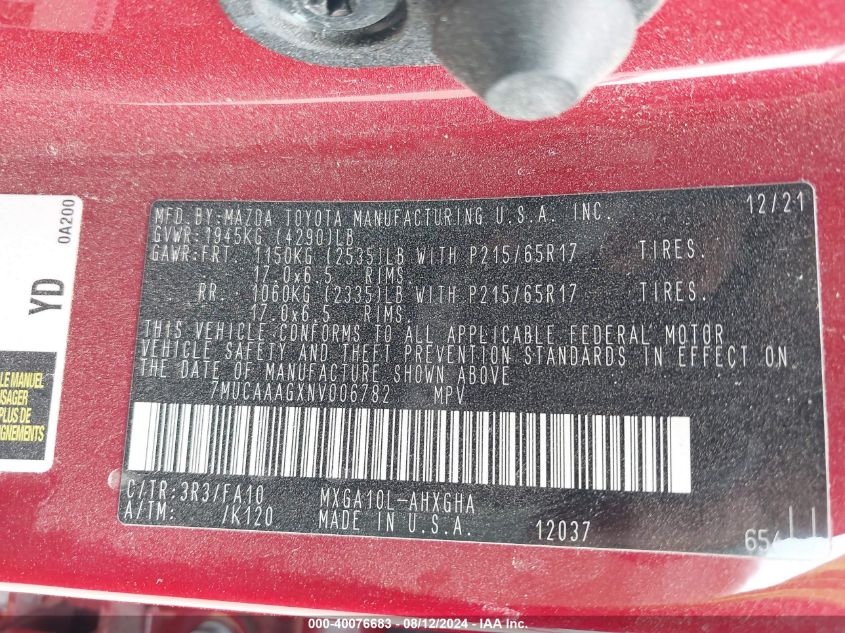 0A200
YD
LE MANUEL
PLUS DE
MFD.BY:MAZDA TOYOTA MANUFACTURING U.S.A. INC. 12/21
GVWR:1945KG (4290)LB
GAWR:FRT. 1150KG (2535)LB WITH P215/65R17 TIRES.
17.0x6.5 RIMS.
RR. 1060KG (2335)LB WITH P215/65R17 TIRES.
17.0x6.5 RIMS.
THIS VEHICLE CONFORMS TO ALL APPLICABLE FEDERAL MOTOR
VEHICLE SAFETY AND THEFT PREVENTION STANDARDS IN EFFECT ON
THE DATE OF MANUFACTURE SHOWN ABOVE
7MUCAAAGXNV006782 MPV
C/TR:3R3/FA10 MXGA10L-AHXGHA
A/TM: /K120 MADE IN U.S.A. 12037
000-40076683 - 08/12/2024 - IAA Inc.